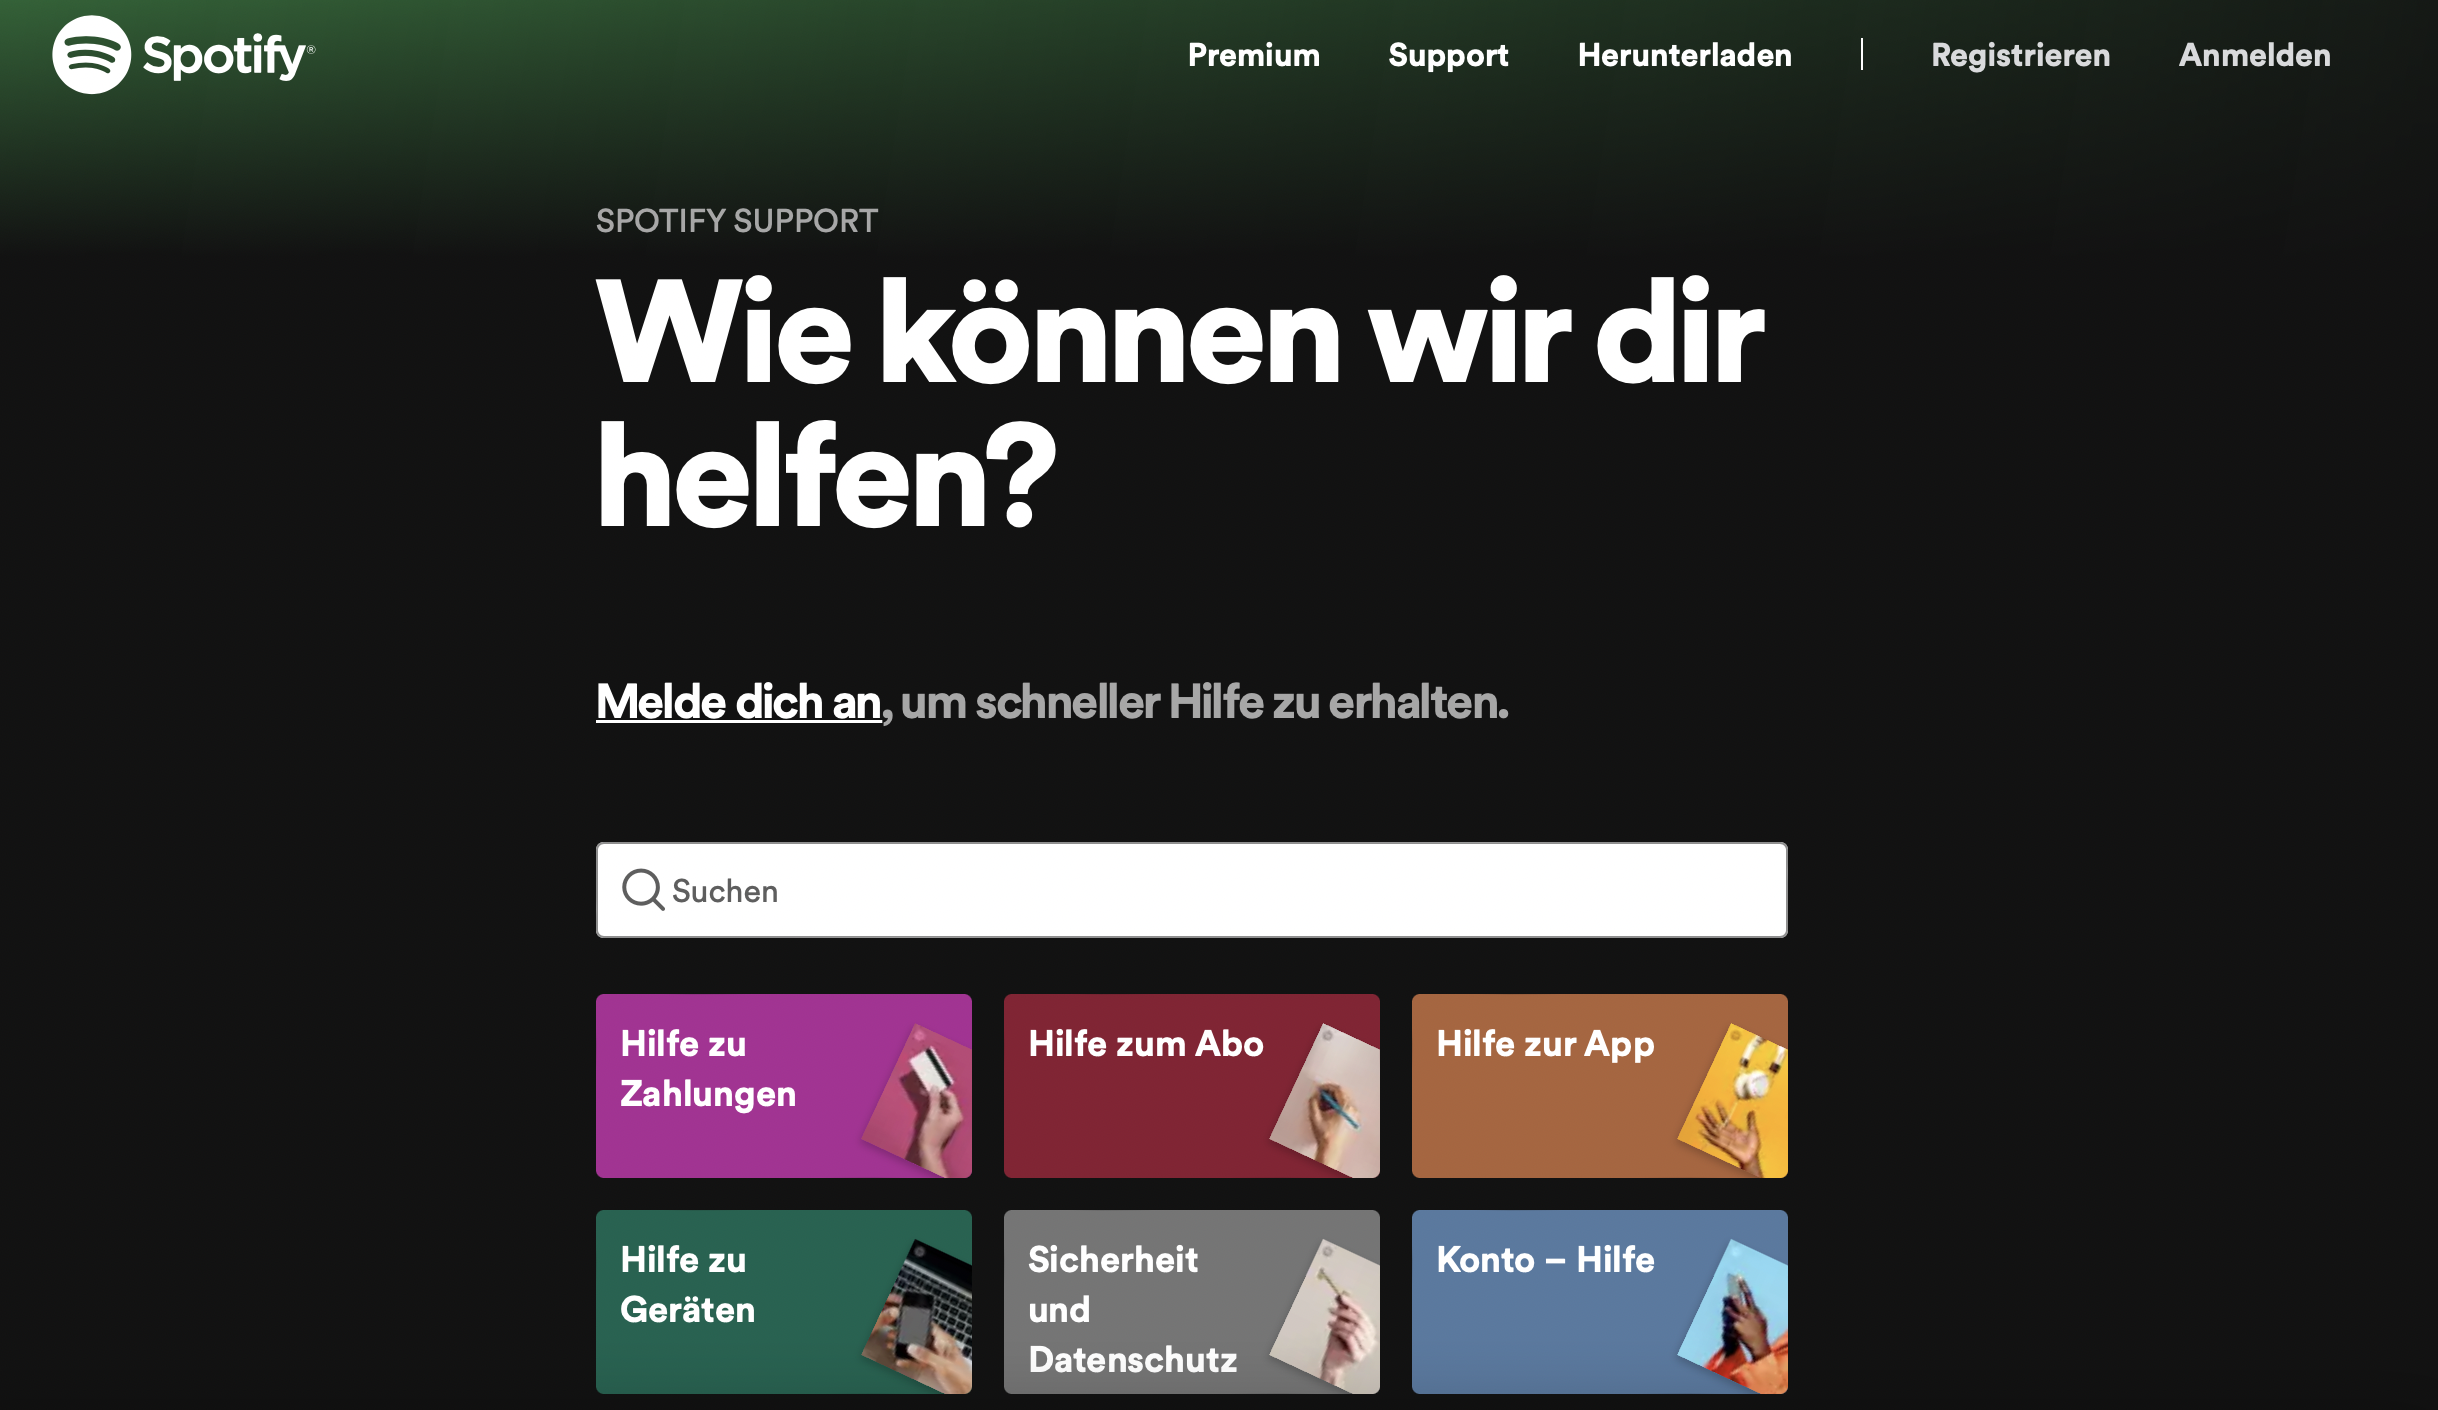 Spotify®
Premium
Support
Herunterladen
Registrieren
Anmelden
SPOTIFY SUPPORT
Wie können wir dir
helfen?
Melde dich an, um schneller Hilfe zu erhalten.
Suchen
Hilfe zu
Zahlungen
Hilfe zum Abo
Hilfe zur App
Hilfe zu
Geräten
Sicherheit
und
Datenschutz
Konto – Hilfe